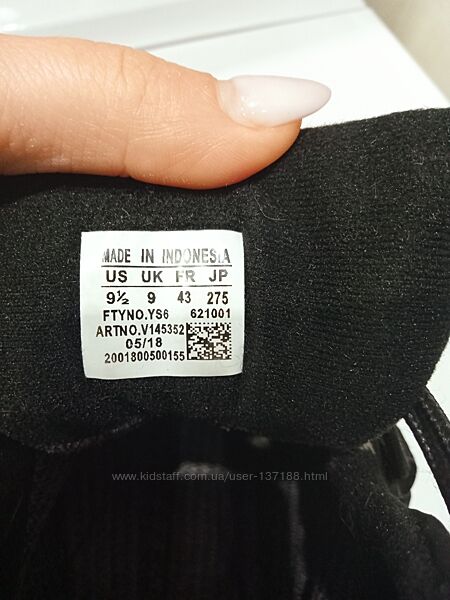 MADE IN INDONESIA
US UK FR JP
9½ 9 43 275
FTYNO.YS6 621001
ARTNO.V145352
05/18
2001800500155
www.kidstaff.com.ua/user-137188.html